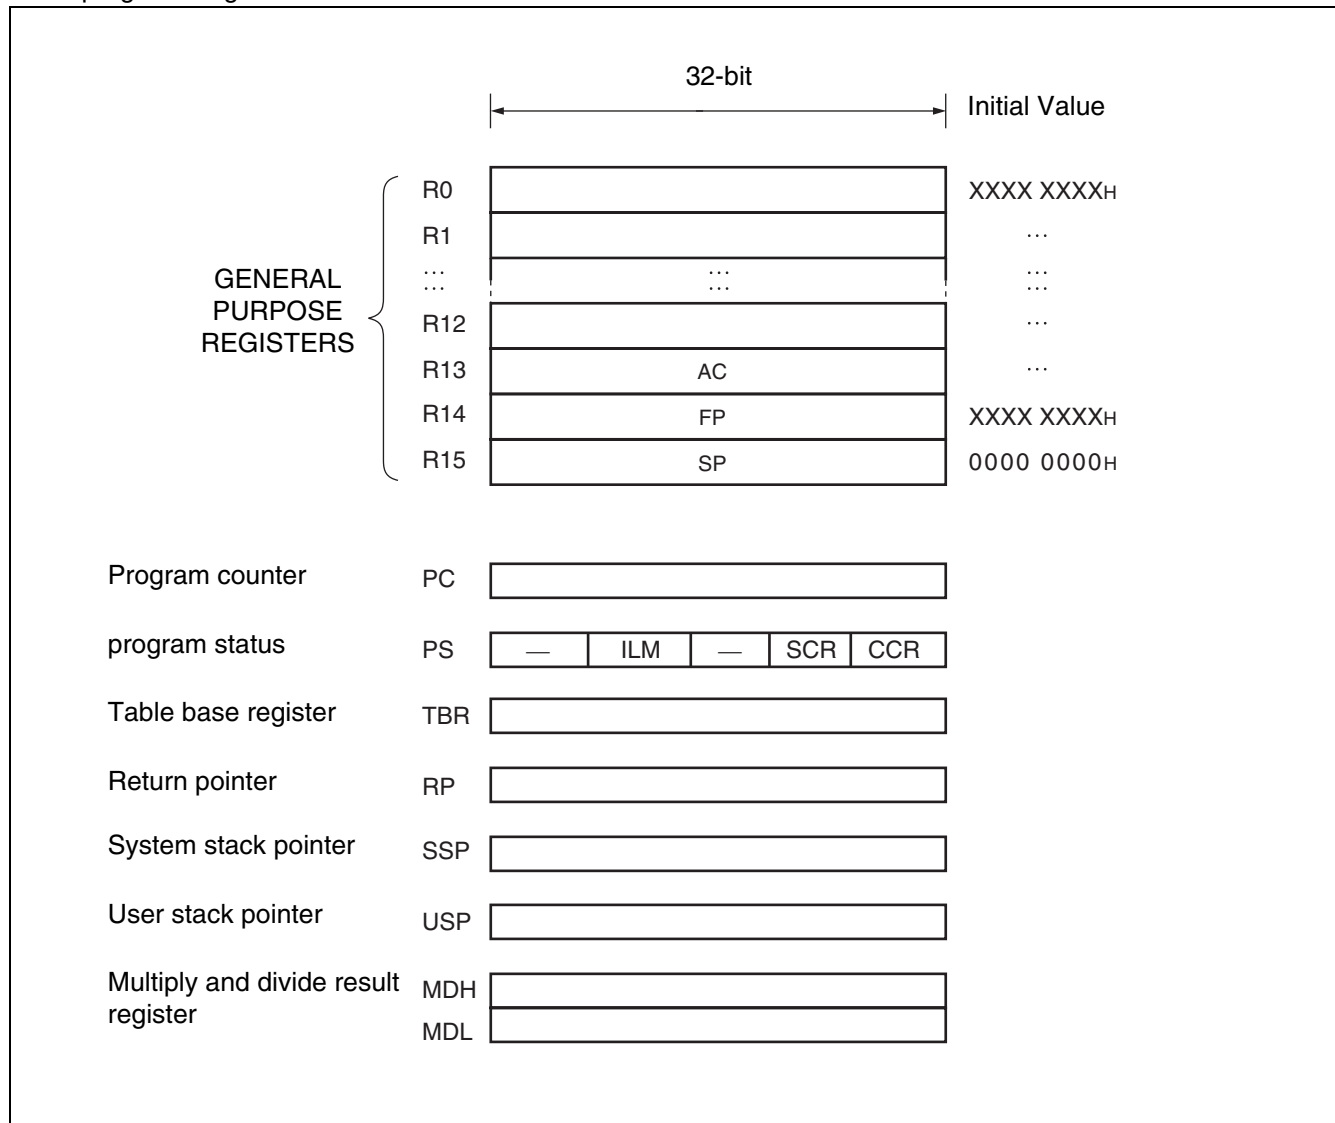 32-bit
Initial Value
R0 XXXX XXXXH
R1 ...
... ... ...
... ... ...
GENERAL
PURPOSE
REGISTERS
R12 ...
R13 AC ...
R14 FP XXXX XXXXH
R15 SP 0000 0000H
Program counter PC
program status PS — ILM — SCR CCR
Table base register TBR
Return pointer RP
System stack pointer SSP
User stack pointer USP
Multiply and divide result
register
MDH
MDL